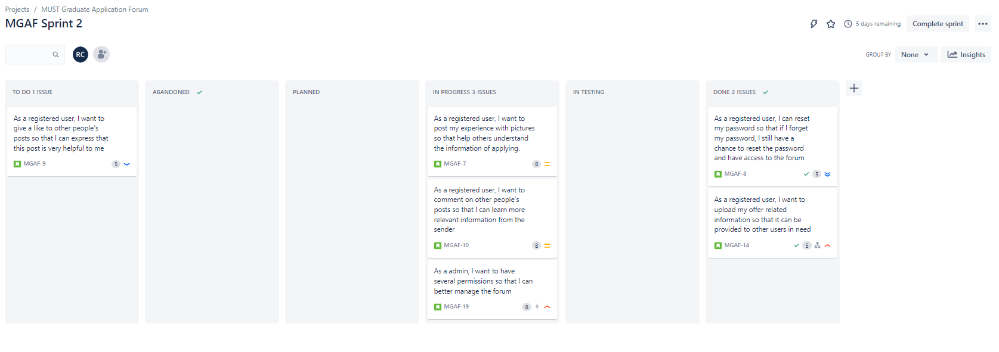 Projects / MUST Graduate Application Forum
MGAF Sprint 2
5 days remaining
Complete sprint
RC
GROUP BY
None
Insights
TO DO 1 ISSUE
As a registered user, I want to
give a like to other people's
posts so that I can express that
this post is very helpful to me
MGAF-9
5
ABANDONED
PLANNED
IN PROGRESS 3 ISSUES
As a registered user, I want to
post my experience with pictures
so that help others understand
the information of applying.
MGAF-7
8
As a registered user, I want to
comment on other people's
posts so that I can learn more
relevant information from the
sender
MGAF-10
8
As a admin, I want to have
several permissions so that I can
better manage the forum
MGAF-19
8
IN TESTING
DONE 2 ISSUES
As a registered user, I can reset
my password so that if I forget
my password, I still have a
chance to reset the password
and have access to the forum
MGAF-8
5
As a registered user, I want to
upload my offer related
information so that it can be
provided to other users in need
MGAF-14
5